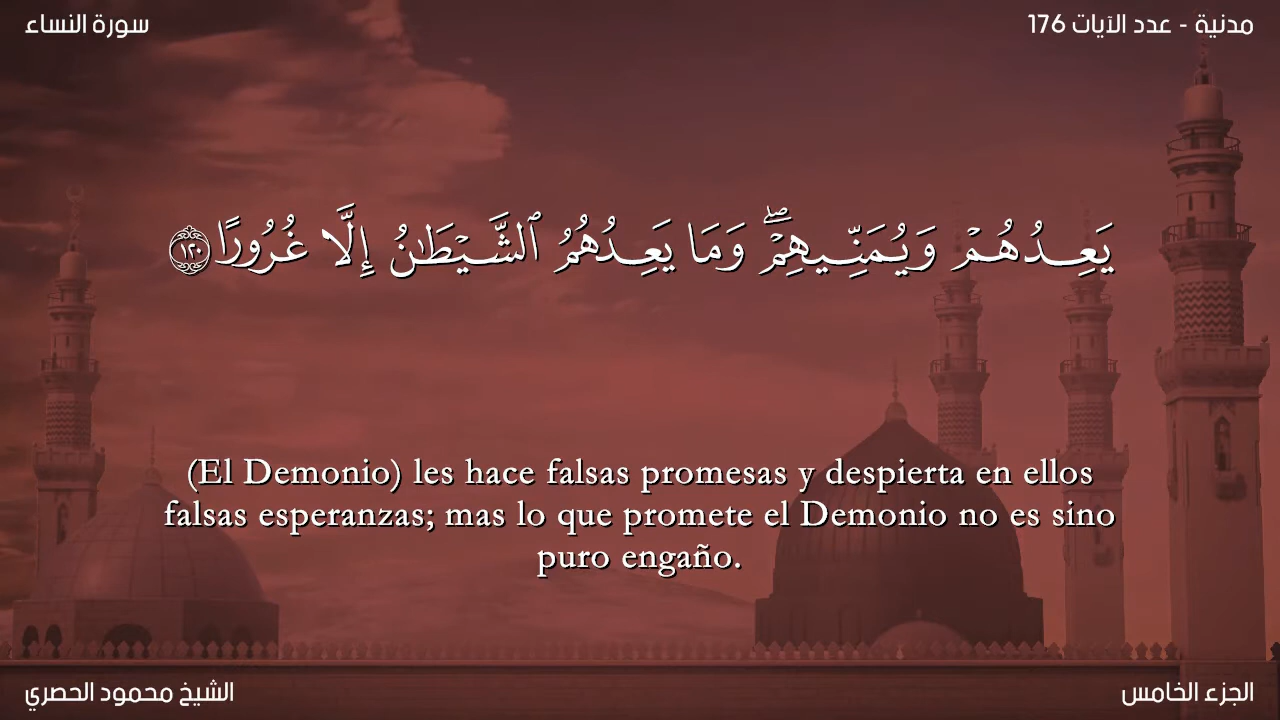 سورة النساء
مدنية - عدد الآيات 176
يَعِدُهُمْ وَيُمَنِّيهِمْ ۖ وَمَا يَعِدُهُمُ ٱلشَّيْطَـٰنُ إِلَّا غُرُورًا ١٢٠
(El Demonio) les hace falsas promesas y despierta en ellos
falsas esperanzas; mas lo que promete el Demonio no es sino
puro engaño.
الشيخ محمود الحصري
الجزء الخامس